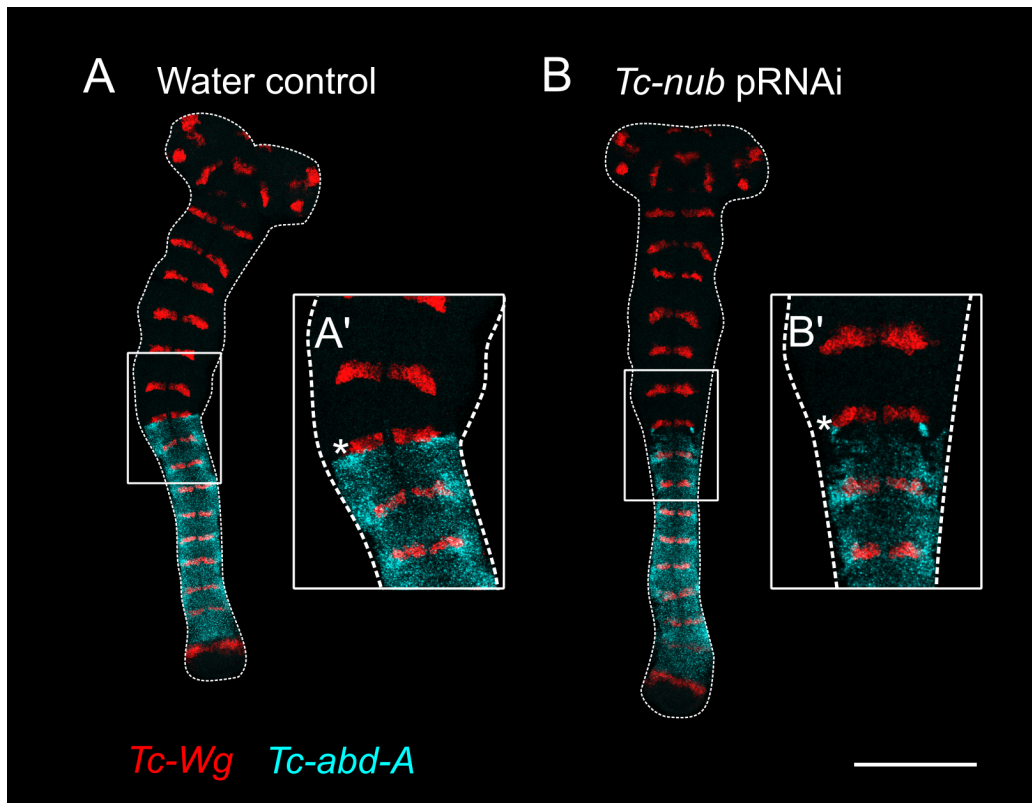 A Water control
B Tc-nub pRNAi
A'
B'
*
*
Tc-Wg Tc-abd-A